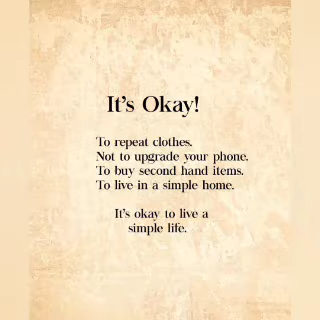 It's Okay!
To repeat clothes.
Not to upgrade your phone.
To buy second hand items.
To live in a simple home.
It's okay to live a
simple life.